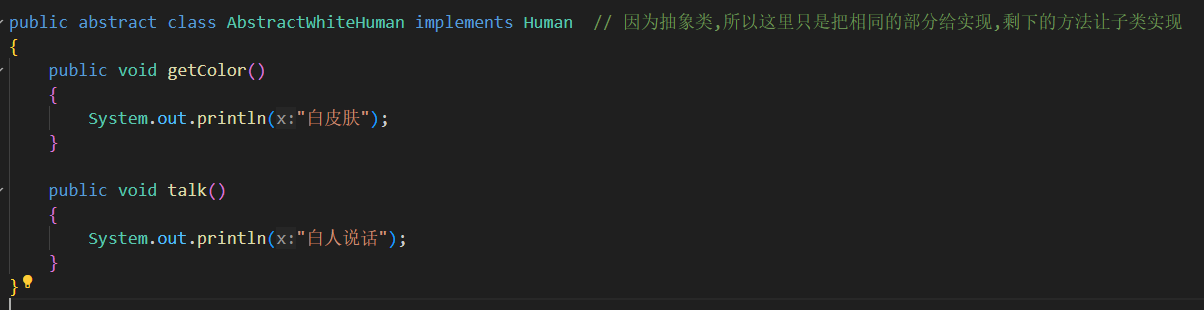 public abstract class AbstractWhiteHuman implements Human  // 因为抽象类,所以这里只是把相同的部分给实现,剩下的方法让子类实现
{
    public void getColor()
    {
        System.out.println(x:"白皮肤");
    }

    public void talk()
    {
        System.out.println(x:"白人说话");
    }
}